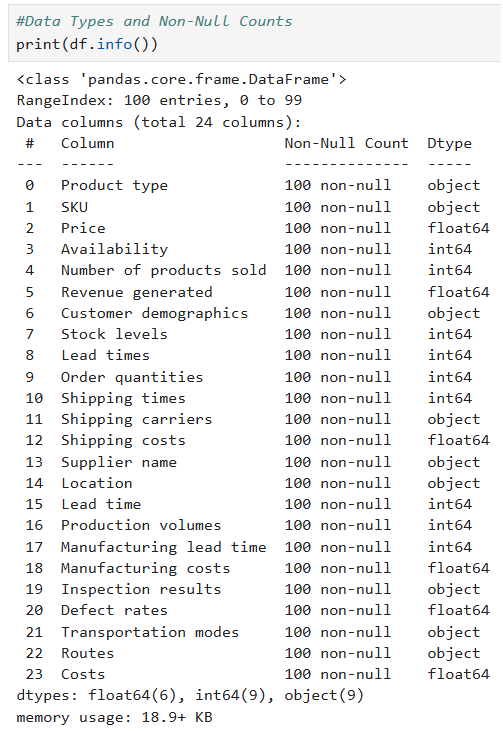 #Data Types and Non-Null Counts
print(df.info())
<class 'pandas.core.frame.DataFrame'>
RangeIndex: 100 entries, 0 to 99
Data columns (total 24 columns):
 #   Column                   Non-Null Count  Dtype
---  ------                   --------------  -----
 0   Product type             100 non-null    object
 1   SKU                      100 non-null    object
 2   Price                    100 non-null    float64
 3   Availability             100 non-null    int64
 4   Number of products sold  100 non-null    int64
 5   Revenue generated        100 non-null    float64
 6   Customer demographics    100 non-null    object
 7   Stock levels             100 non-null    int64
 8   Lead times               100 non-null    int64
 9   Order quantities         100 non-null    int64
 10  Shipping times           100 non-null    int64
 11  Shipping carriers        100 non-null    object
 12  Shipping costs           100 non-null    float64
 13  Supplier name            100 non-null    object
 14  Location                 100 non-null    object
 15  Lead time                100 non-null    int64
 16  Production volumes       100 non-null    int64
 17  Manufacturing lead time  100 non-null    int64
 18  Manufacturing costs      100 non-null    float64
 19  Inspection results       100 non-null    object
 20  Defect rates             100 non-null    float64
 21  Transportation modes     100 non-null    object
 22  Routes                   100 non-null    object
 23  Costs                    100 non-null    float64
dtypes: float64(6), int64(9), object(9)
memory usage: 18.9+ KB